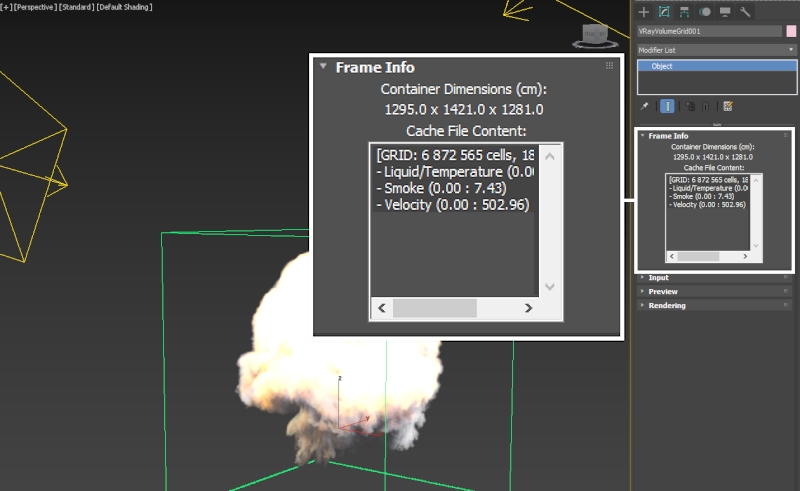 [+] [Perspective] [Standard] [Default Shading]
VRayVolumeGrid001
Modifier List
Object
Frame Info
Container Dimensions (cm):
1295.0 x 1421.0 x 1281.0
Cache File Content:
[GRID: 6 872 565 cells, 18
- Liquid/Temperature (0.0
- Smoke (0.00 : 7.43)
- Velocity (0.00 : 502.96)
Frame Info
Container Dimensions (cm):
1295.0 x 1421.0 x 1281.0
Cache File Content:
[GRID: 6 872 565 cells, 18
- Liquid/Temperature (0.0
- Smoke (0.00 : 7.43)
- Velocity (0.00 : 502.96)
Input
Preview
Rendering
z